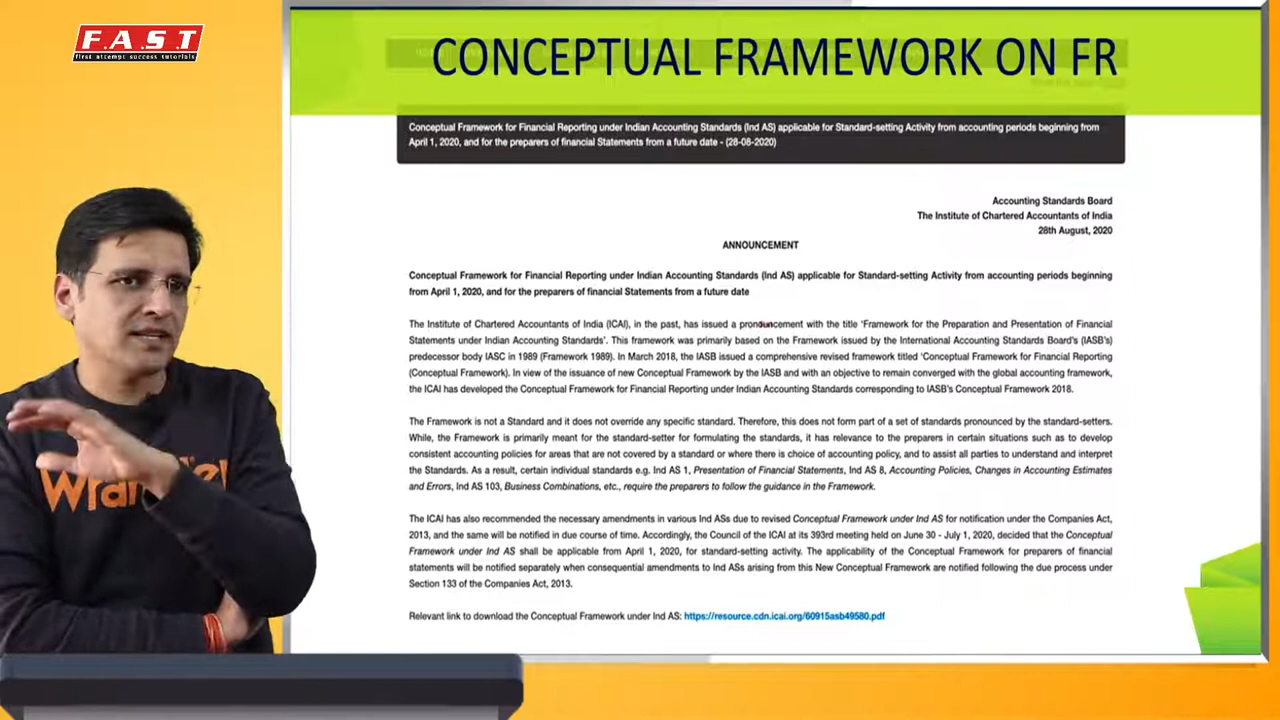 F.A.S.T
first attempt success tutorials
CONCEPTUAL FRAMEWORK ON FR
Conceptual Framework for Financial Reporting under Indian Accounting Standards (Ind AS) applicable for Standard-setting Activity from accounting periods beginning from
April 1, 2020, and for the preparers of financial Statements from a future date - (28-08-2020)
Accounting Standards Board
The Institute of Chartered Accountants of India
28th August, 2020
ANNOUNCEMENT
Conceptual Framework for Financial Reporting under Indian Accounting Standards (Ind AS) applicable for Standard-setting Activity from accounting periods beginning
from April 1, 2020, and for the preparers of financial Statements from a future date
The Institute of Chartered Accountants of India (ICAI), in the past, has issued a pronouncement with the title 'Framework for the Preparation and Presentation of Financial
Statements under Indian Accounting Standards'. This framework was primarily based on the Framework issued by the International Accounting Standards Board's (IASB's)
predecessor body IASC in 1989 (Framework 1989). In March 2018, the IASB issued a comprehensive revised framework titled 'Conceptual Framework for Financial Reporting
(Conceptual Framework). In view of the issuance of new Conceptual Framework by the IASB and with an objective to remain converged with the global accounting framework,
the ICAI has developed the Conceptual Framework for Financial Reporting under Indian Accounting Standards corresponding to IASB's Conceptual Framework 2018.
The Framework is not a Standard and it does not override any specific standard. Therefore, this does not form part of a set of standards pronounced by the standard-setters.
While, the Framework is primarily meant for the standard-setter for formulating the standards, it has relevance to the preparers in certain situations such as to develop
consistent accounting policies for areas that are not covered by a standard or where there is choice of accounting policy, and to assist all parties to understand and interpret
the Standards. As a result, certain individual standards e.g. Ind AS 1, Presentation of Financial Statements, Ind AS 8, Accounting Policies, Changes in Accounting Estimates
and Errors, Ind AS 103, Business Combinations, etc., require the preparers to follow the guidance in the Framework.
The ICAI has also recommended the necessary amendments in various Ind ASs due to revised Conceptual Framework under Ind AS for notification under the Companies Act,
2013, and the same will be notified in due course of time. Accordingly, the Council of the ICAI at its 393rd meeting held on June 30 - July 1, 2020, decided that the Conceptual
Framework under Ind AS shall be applicable from April 1, 2020, for standard-setting activity. The applicability of the Conceptual Framework for preparers of financial
statements will be notified separately when consequential amendments to Ind ASs arising from this New Conceptual Framework are notified following the due process under
Section 133 of the Companies Act, 2013.
Relevant link to download the Conceptual Framework under Ind AS: https://resource.cdn.icai.org/60915asb49580.pdf